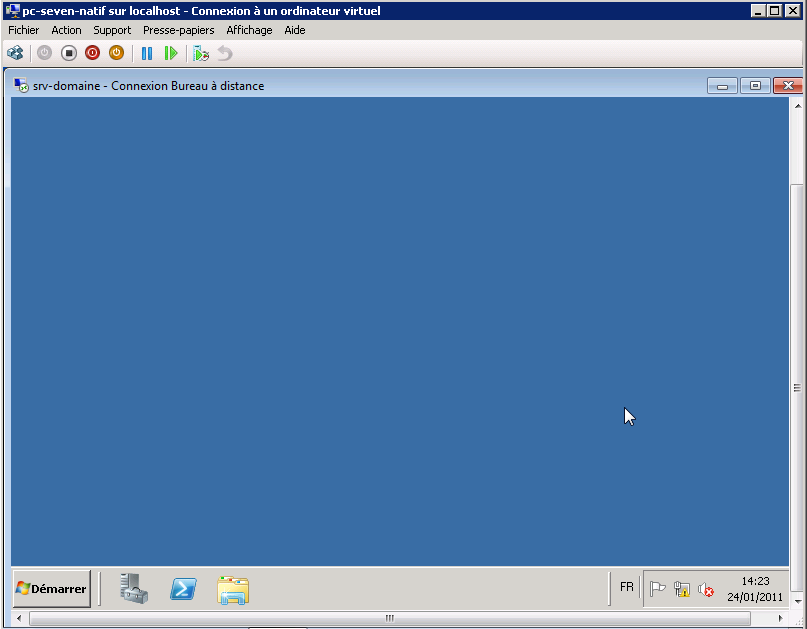 pc-seven-natif sur localhost - Connexion à un ordinateur virtuel
Fichier Action Support Presse-papiers Affichage Aide
srv-domaine - Connexion Bureau à distance
Démarrer
FR
14:23
24/01/2011